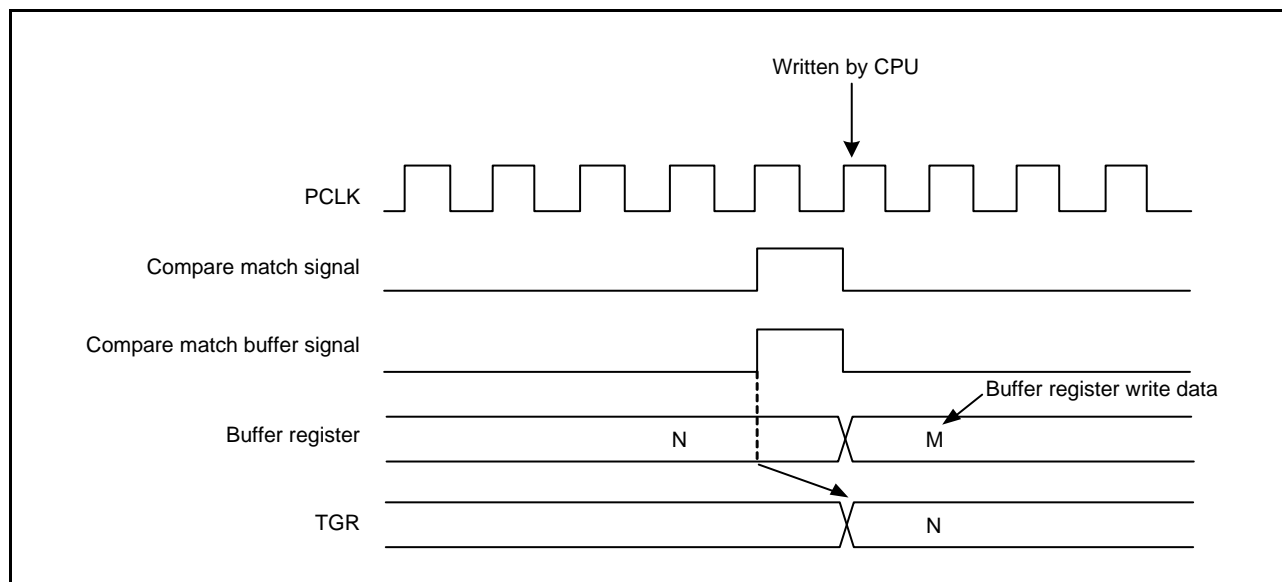 Written by CPU
PCLK
Compare match signal
Compare match buffer signal
Buffer register write data
Buffer register
N
M
TGR
N